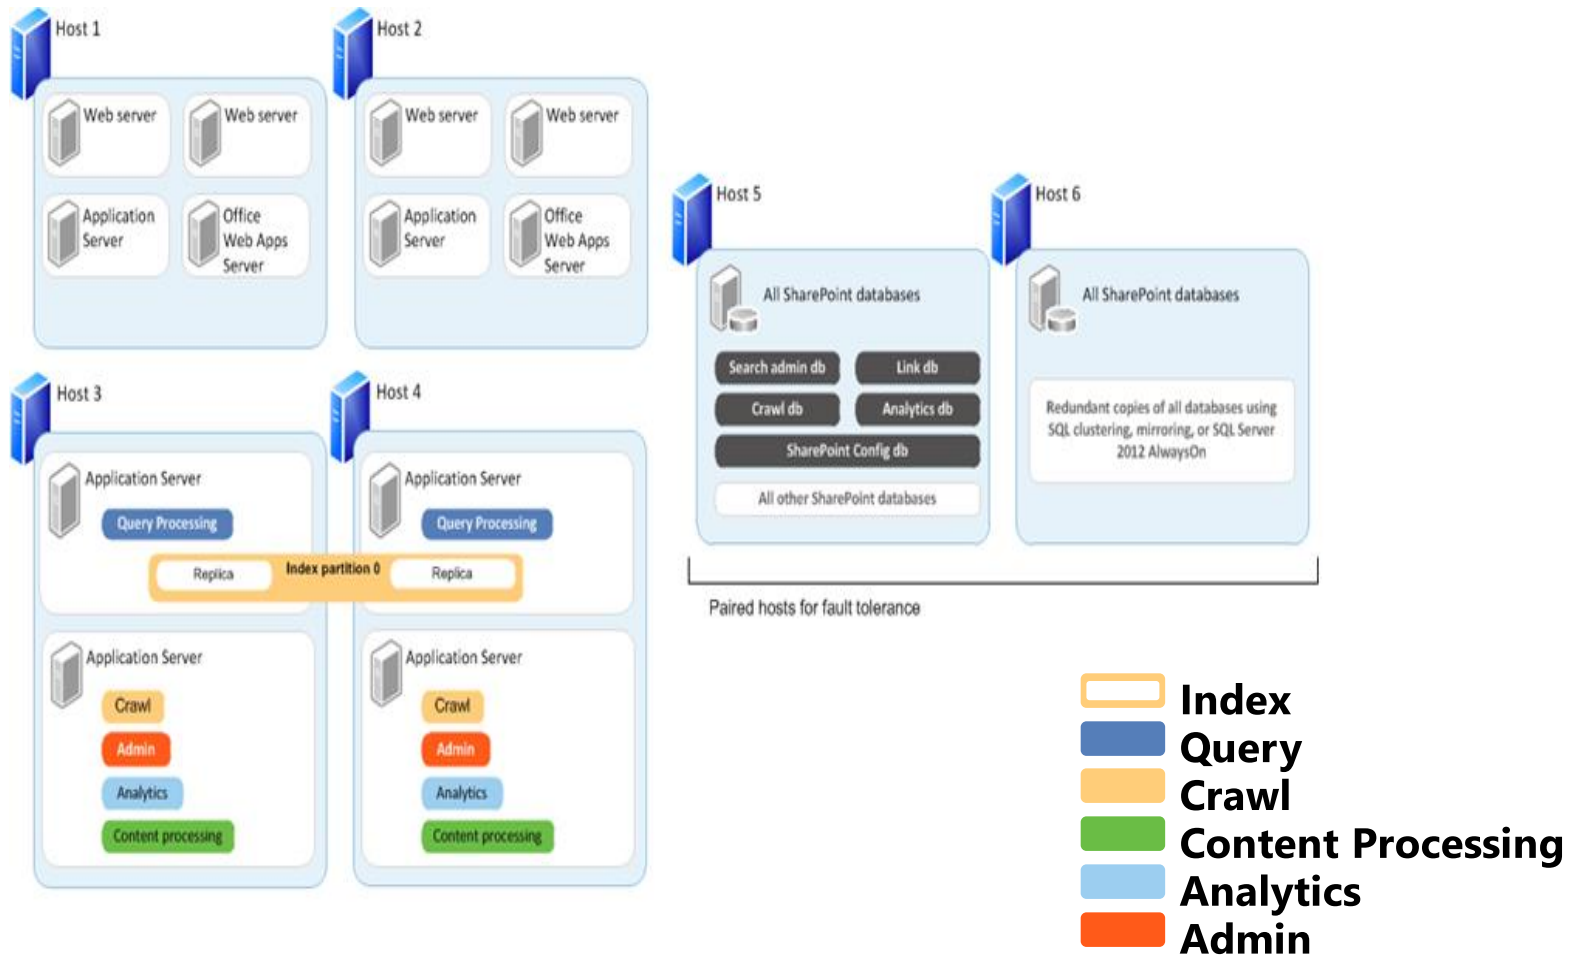 Host 1
Web server
Web server
Application
Server
Office
Web Apps
Server
Host 2
Web server
Web server
Application
Server
Office
Web Apps
Server
Host 3
Application Server
Query Processing
Replica
Index partition 0
Application Server
Crawl
Admin
Analytics
Content processing
Host 4
Application Server
Query Processing
Replica
Application Server
Crawl
Admin
Analytics
Content processing
Host 5
All SharePoint databases
Search admin db
Link db
Crawl db
Analytics db
SharePoint Config db
All other SharePoint databases
Host 6
All SharePoint databases
Redundant copies of all databases using
SQL clustering, mirroring, or SQL Server
2012 AlwaysOn
Paired hosts for fault tolerance
Index
Query
Crawl
Content Processing
Analytics
Admin